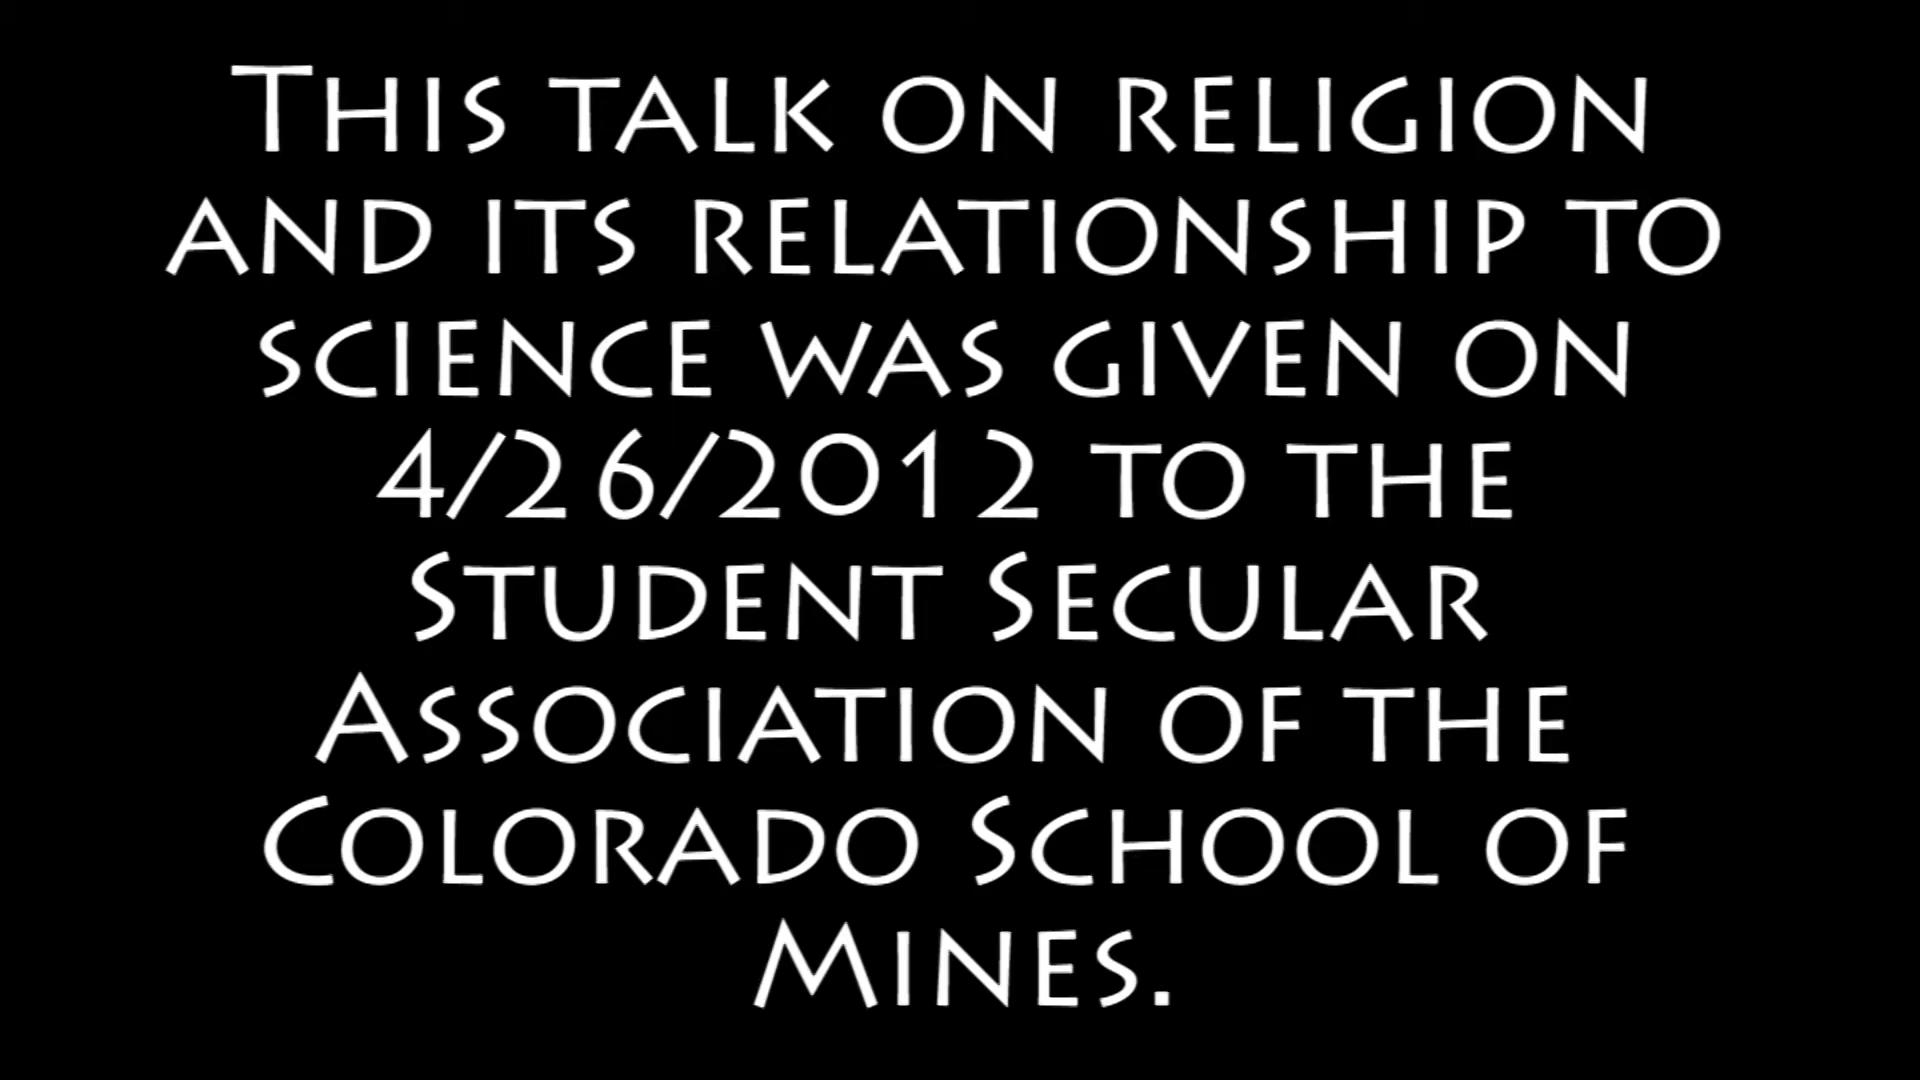 This talk on religion
and its relationship to
science was given on
4/26/2012 to the
Student Secular
Association of the
Colorado School of
Mines.